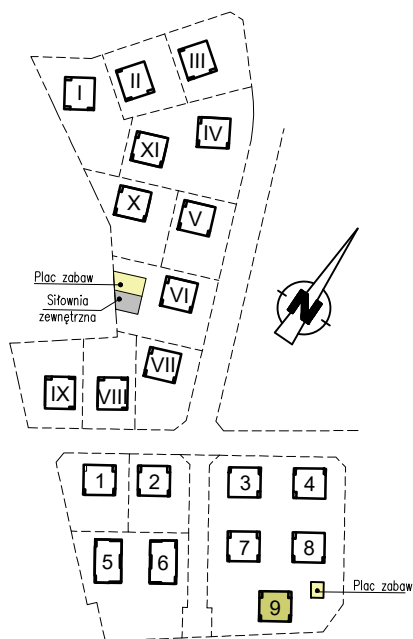 III
II
I
IV
XI
X
V
Plac zabaw
Siłownia
zewnętrzna
VI
N
VII
IX
VIII
1
2
3
4
5
6
7
8
Plac zabaw
9